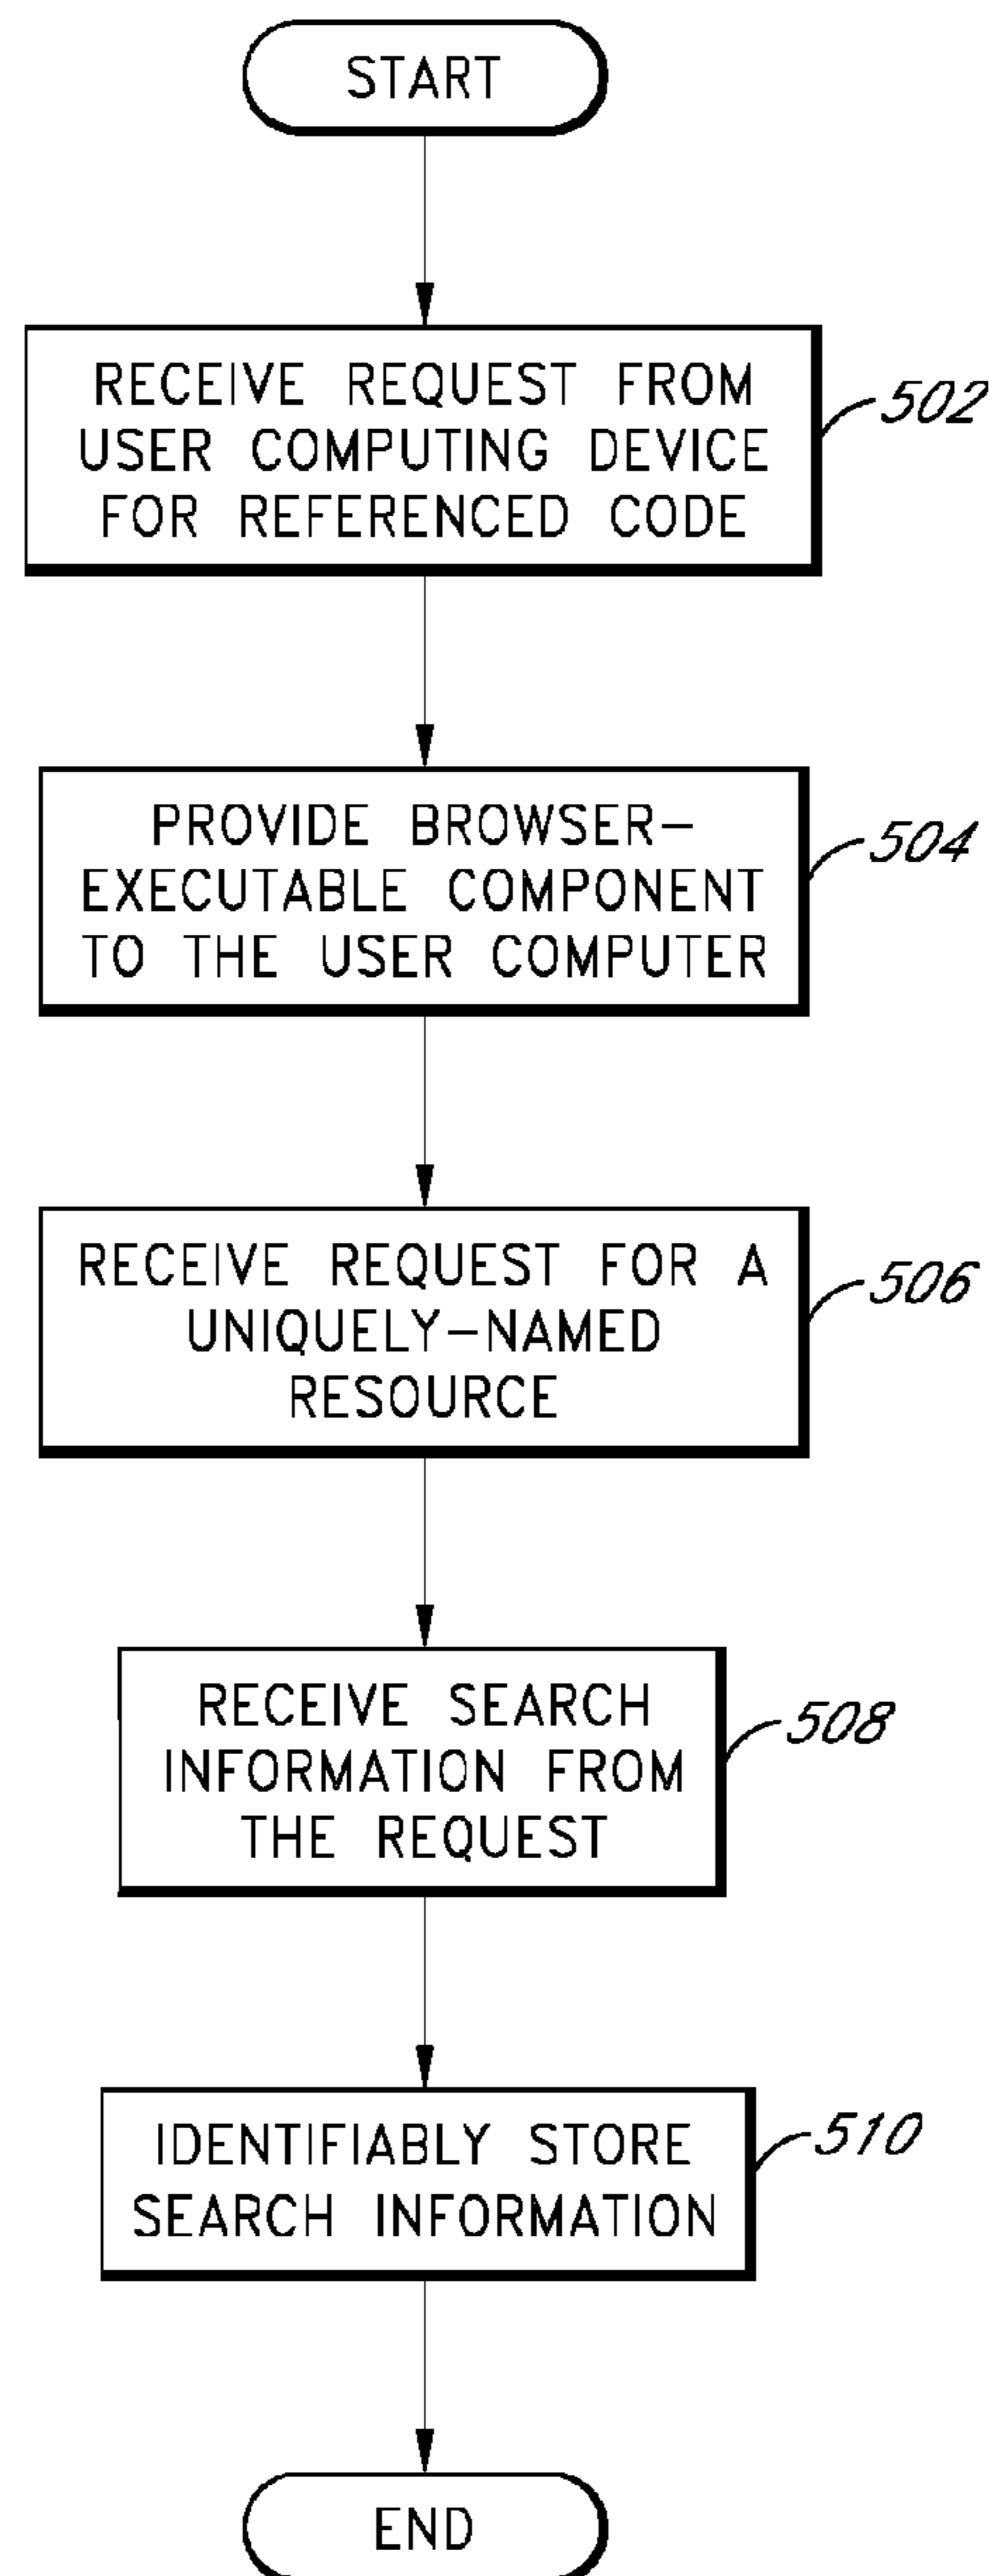 START
RECEIVE REQUEST FROM
USER COMPUTING DEVICE
FOR REFERENCED CODE
502
PROVIDE BROWSER-
EXECUTABLE COMPONENT
TO THE USER COMPUTER
504
RECEIVE REQUEST FOR A
UNIQUELY-NAMED
RESOURCE
506
RECEIVE SEARCH
INFORMATION FROM
THE REQUEST
508
IDENTIFIABLY STORE
SEARCH INFORMATION
510
END